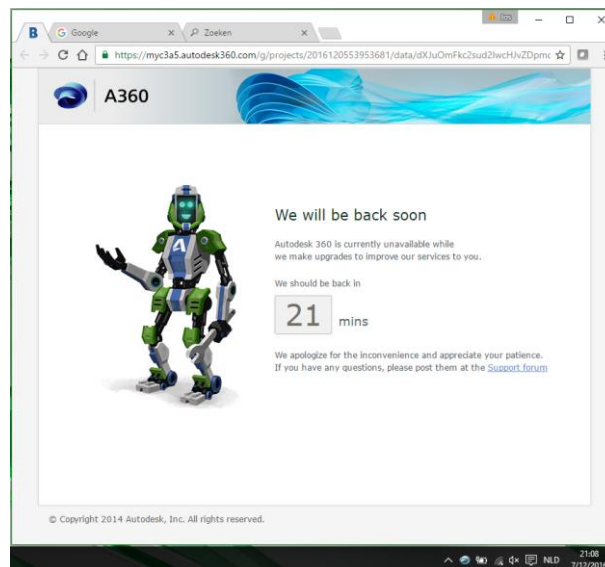 B
Google
Zoeken
https://myc3a5.autodesk360.com/g/projects/2016120553953681/data/dXJuOmFkc2sud2lwcHJvZDpmc
A360
We will be back soon
Autodesk 360 is currently unavailable while
we make upgrades to improve our services to you.
We should be back in
21 mins
We apologize for the inconvenience and appreciate your patience.
If you have any questions, please post them at the Support forum
© Copyright 2014 Autodesk, Inc. All rights reserved.
NLD
21:08